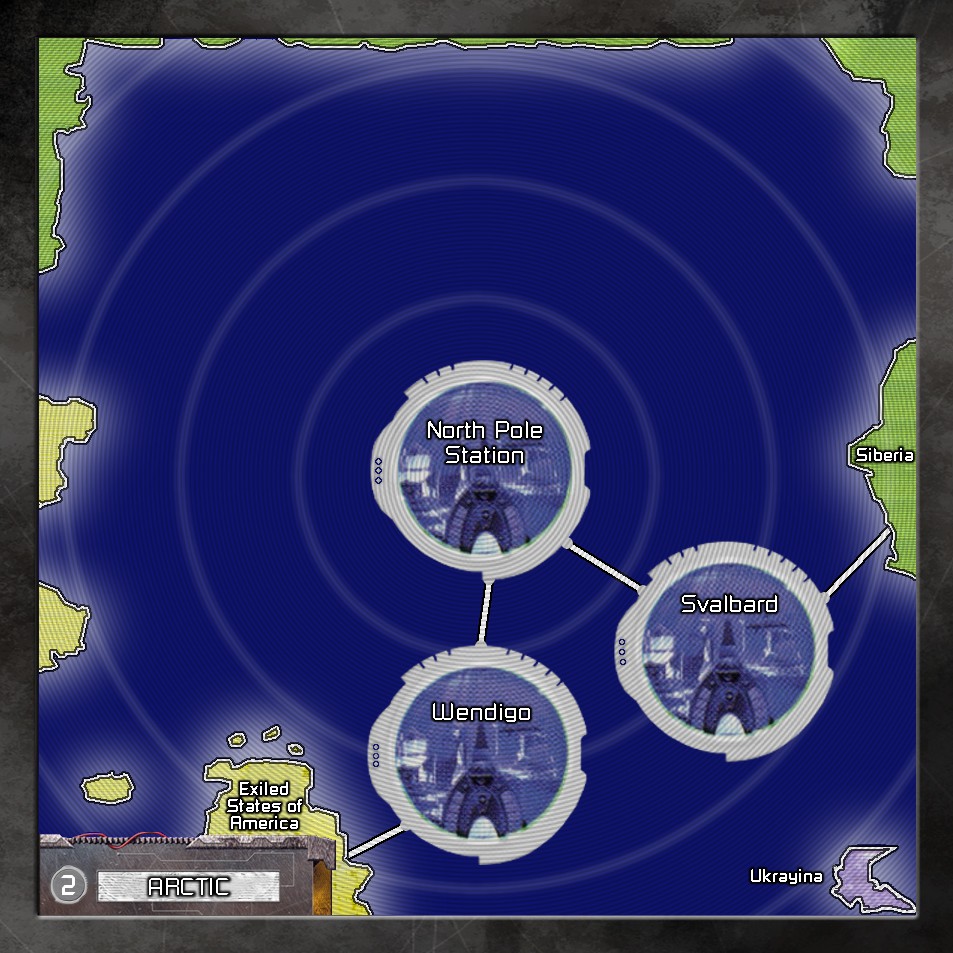 North Pole
Station
Siberia
Svalbard
Wendigo
Exiled
States of
America
Ukrayina
2
ARCTIC